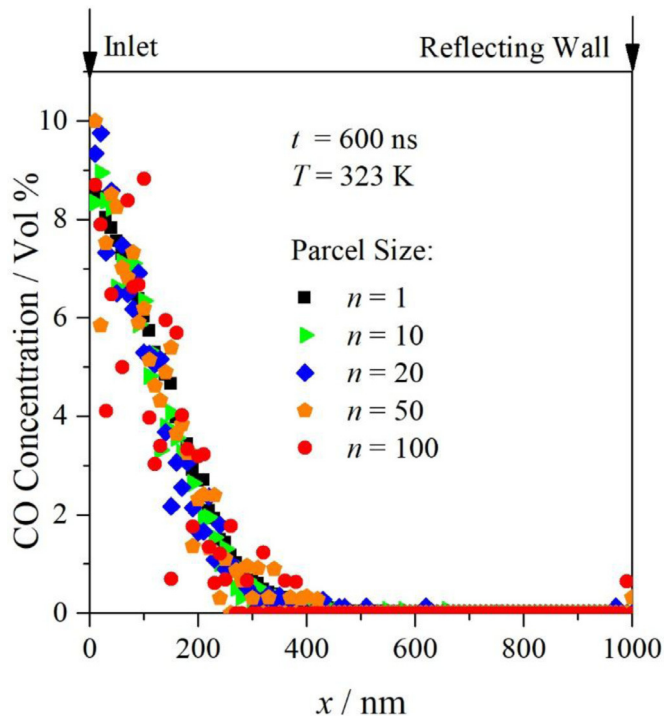 Inlet
Reflecting Wall
10
8
6
4
2
0
CO Concentration / Vol %
t = 600 ns
T = 323 K
Parcel Size:
n = 1
n = 10
n = 20
n = 50
n = 100
0
200
400
600
800
1000
x / nm